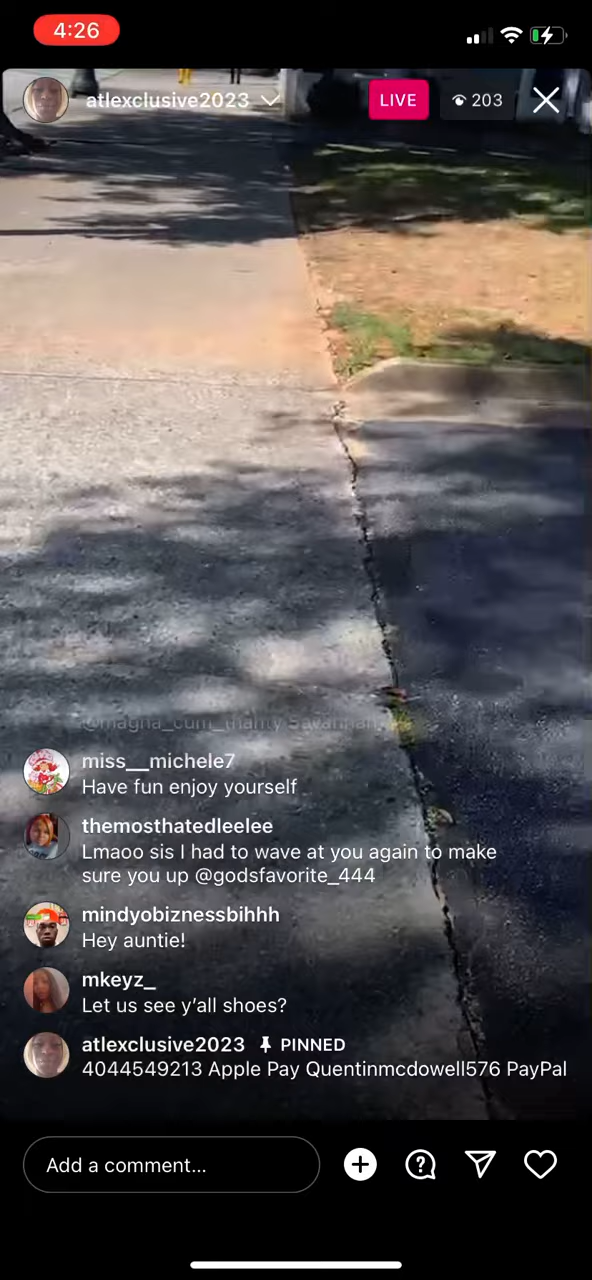 4:26
atlexclusive2023
LIVE
203
@magna_cum_thahty Savannah
miss__michele7
Have fun enjoy yourself
themosthatedleelee
Lmaoo sis I had to wave at you again to make
sure you up @godsfavorite_444
mindyobiznessbihhh
Hey auntie!
mkeyz_
Let us see y'all shoes?
atlexclusive2023 PINNED
4044549213 Apple Pay Quentinmcdowell576 PayPal
Add a comment...